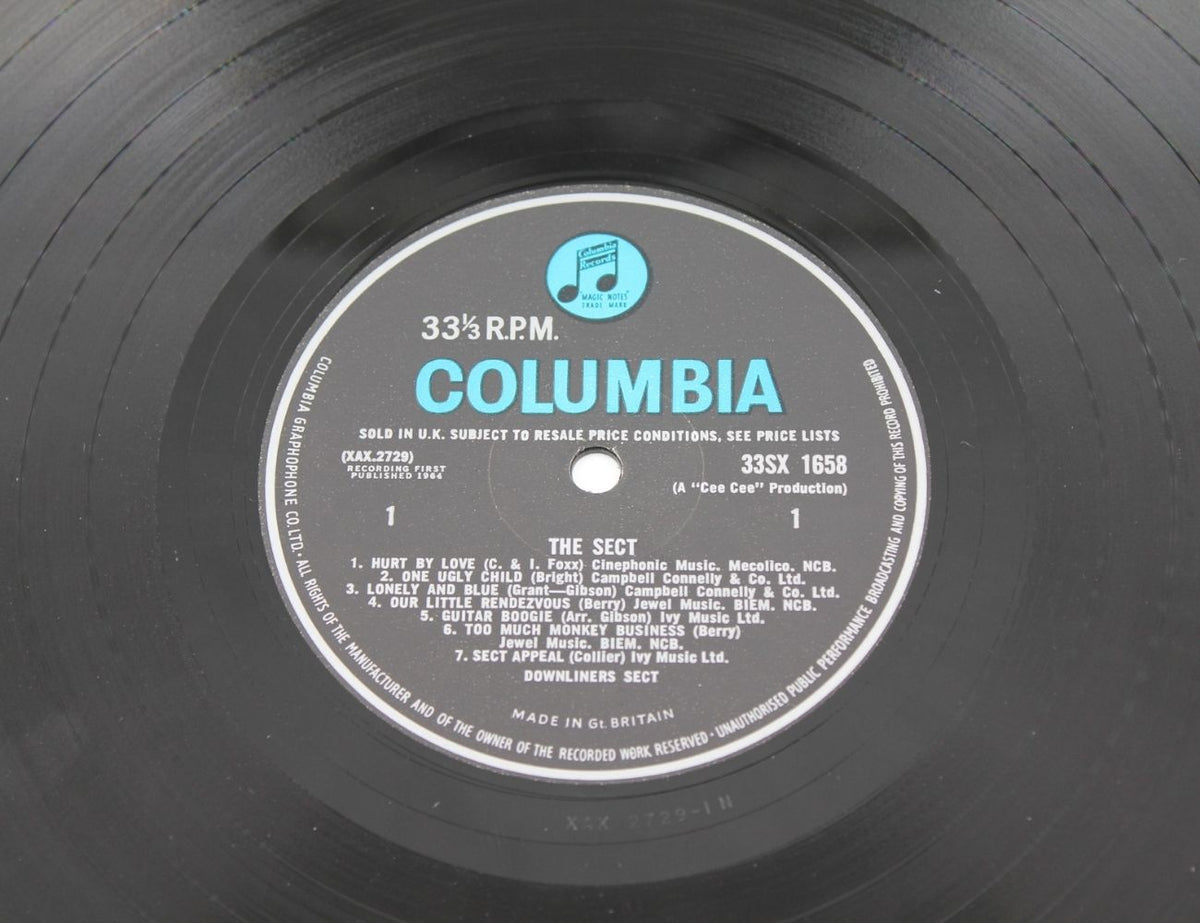 Columbia
Records
"MAGIC NOTES"
TRADE MARK
33⅓ R.P.M.
COLUMBIA
SOLD IN U.K. SUBJECT TO RESALE PRICE CONDITIONS, SEE PRICE LISTS
(XAX.2729)
RECORDING FIRST
PUBLISHED 1964
33SX 1658
(A "Cee Cee" Production)
1
1
THE SECT
1. HURT BY LOVE (C. & I. Foxx) Cinephonic Music. Mecolico. NCB.
2. ONE UGLY CHILD (Bright) Campbell Connelly & Co. Ltd.
3. LONELY AND BLUE (Grant—Gibson) Campbell Connelly & Co. Ltd.
4. OUR LITTLE RENDEZVOUS (Berry) Jewel Music. BIEM. NCB.
5. GUITAR BOOGIE (Arr. Gibson) Ivy Music Ltd.
6. TOO MUCH MONKEY BUSINESS (Berry)
Jewel Music. BIEM. NCB.
7. SECT APPEAL (Collier) Ivy Music Ltd.
DOWNLINERS SECT
MADE IN Gt. BRITAIN
COLUMBIA GRAPHOPHONE CO. LTD. · ALL RIGHTS OF THE MANUFACTURER AND OF THE OWNER OF THE RECORDED WORK RESERVED · UNAUTHORISED PUBLIC PERFORMANCE BROADCASTING AND COPYING OF THIS RECORD PROHIBITED
XAX 2729-1N